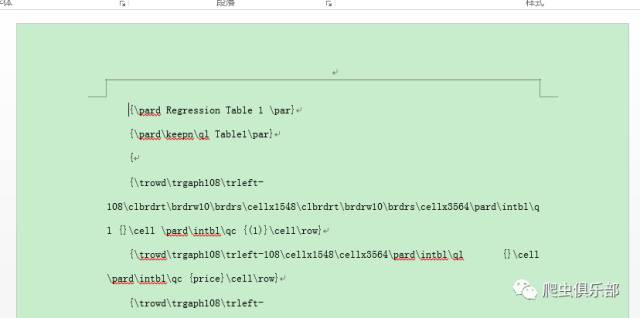 字体
段落
样式
{\pard Regression Table 1 \par}
{\pard\keepn\ql Table1\par}
{
{\trowd\trgaph108\trleft-
108\clbrdrt\brdrw10\brdrs\cellx1548\clbrdrt\brdrw10\brdrs\cellx3564\pard\intbl\q
l {}\cell \pard\intbl\qc {(1)}\cell\row}
{\trowd\trgaph108\trleft-108\cellx1548\cellx3564\pard\intbl\ql {}\cell
\pard\intbl\qc {price}\cell\row}
{\trowd\trgaph108\trleft-
爬虫俱乐部